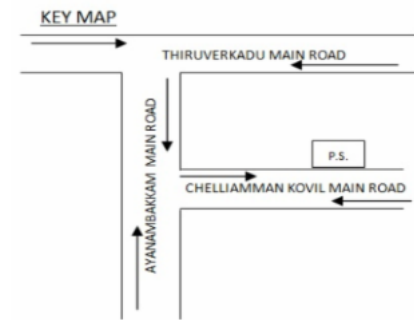 KEY MAP
THIRUVERKADU MAIN ROAD
AYANAMBAKKAM MAIN ROAD
P.S.
CHELLIAMMAN KOVIL MAIN ROAD